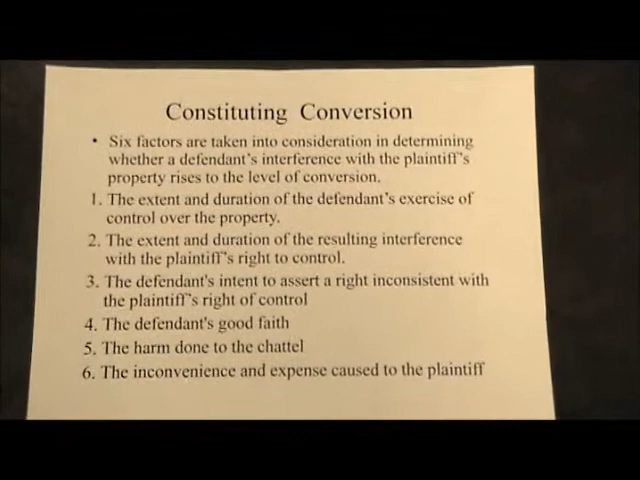 Constituting Conversion
• Six factors are taken into consideration in determining
whether a defendant's interference with the plaintiff's
property rises to the level of conversion.
1. The extent and duration of the defendant's exercise of
control over the property.
2. The extent and duration of the resulting interference
with the plaintiff's right to control.
3. The defendant's intent to assert a right inconsistent with
the plaintiff's right of control
4. The defendant's good faith
5. The harm done to the chattel
6. The inconvenience and expense caused to the plaintiff